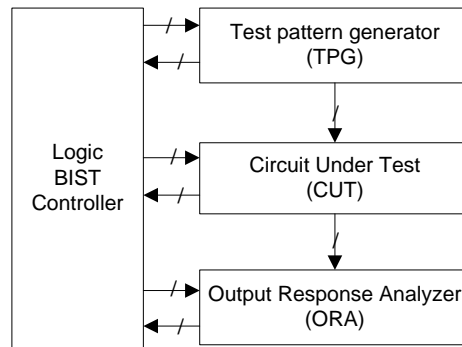 Test pattern generator
(TPG)
Logic
BIST
Controller
Circuit Under Test
(CUT)
Output Response Analyzer
(ORA)